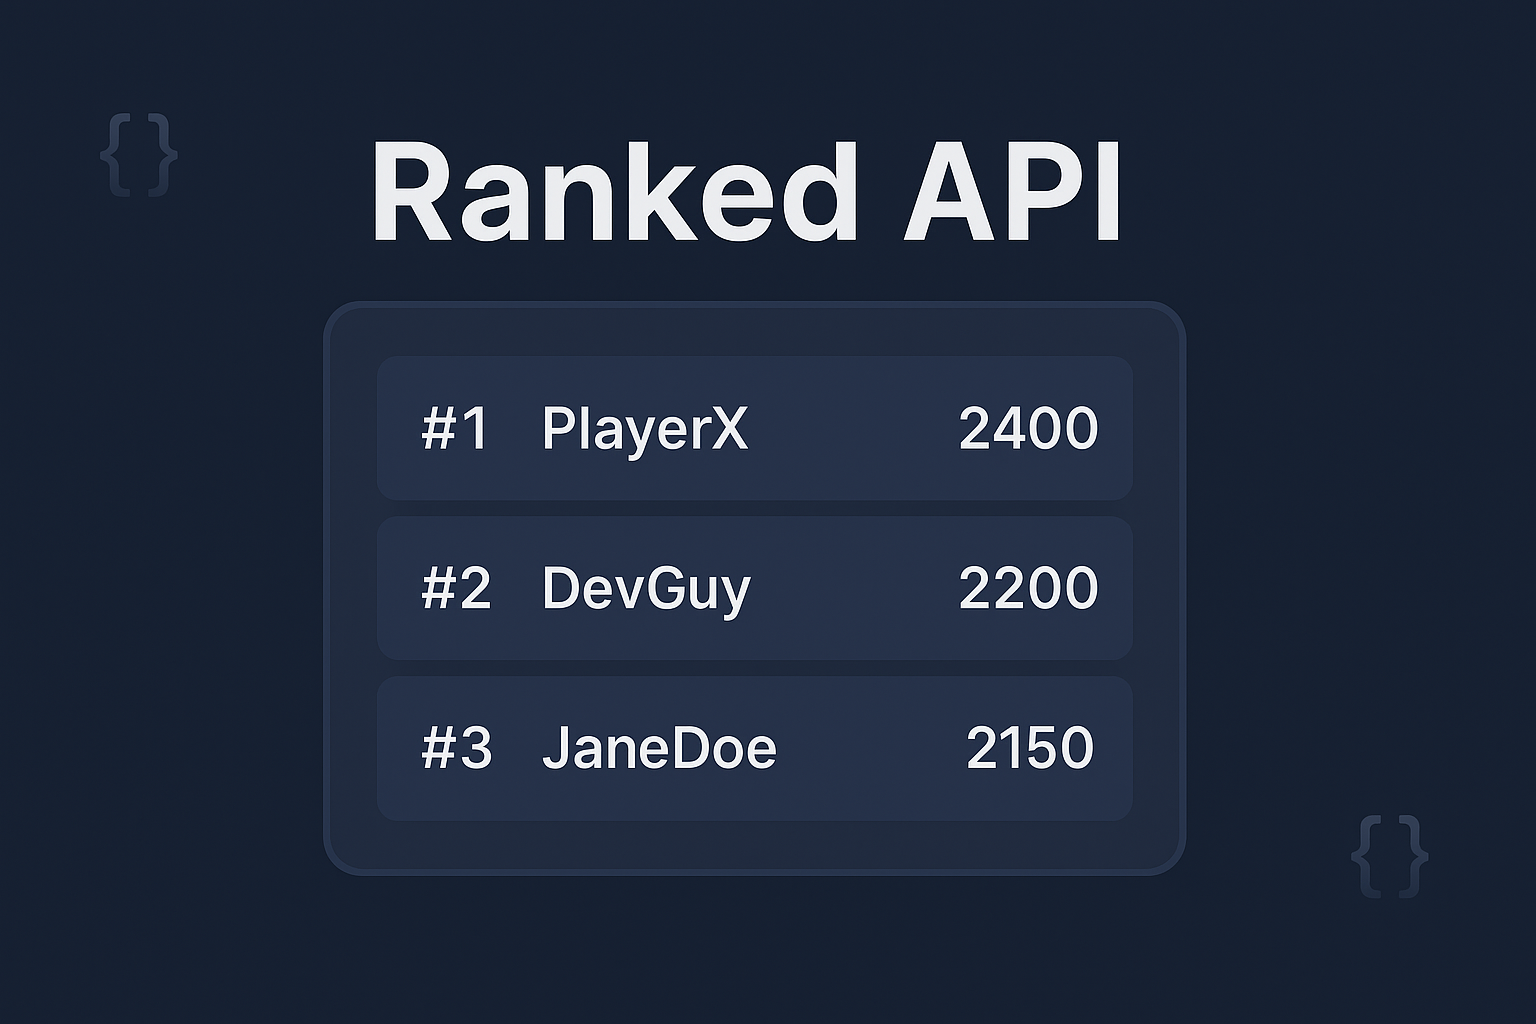 {}
Ranked API
#1 PlayerX 2400
#2 DevGuy 2200
#3 JaneDoe 2150
{}